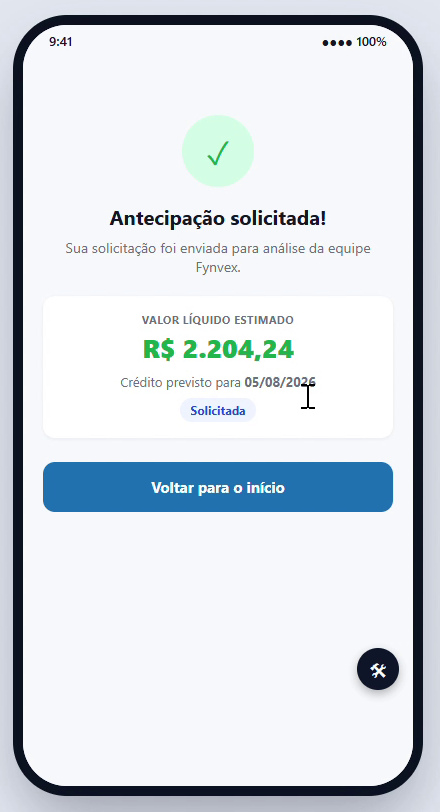 9:41
●●●● 100%
✓
Antecipação solicitada!
Sua solicitação foi enviada para análise da equipe
Fynvex.
VALOR LÍQUIDO ESTIMADO
R$ 2.204,24
Crédito previsto para 05/08/2026
Solicitada
Voltar para o início